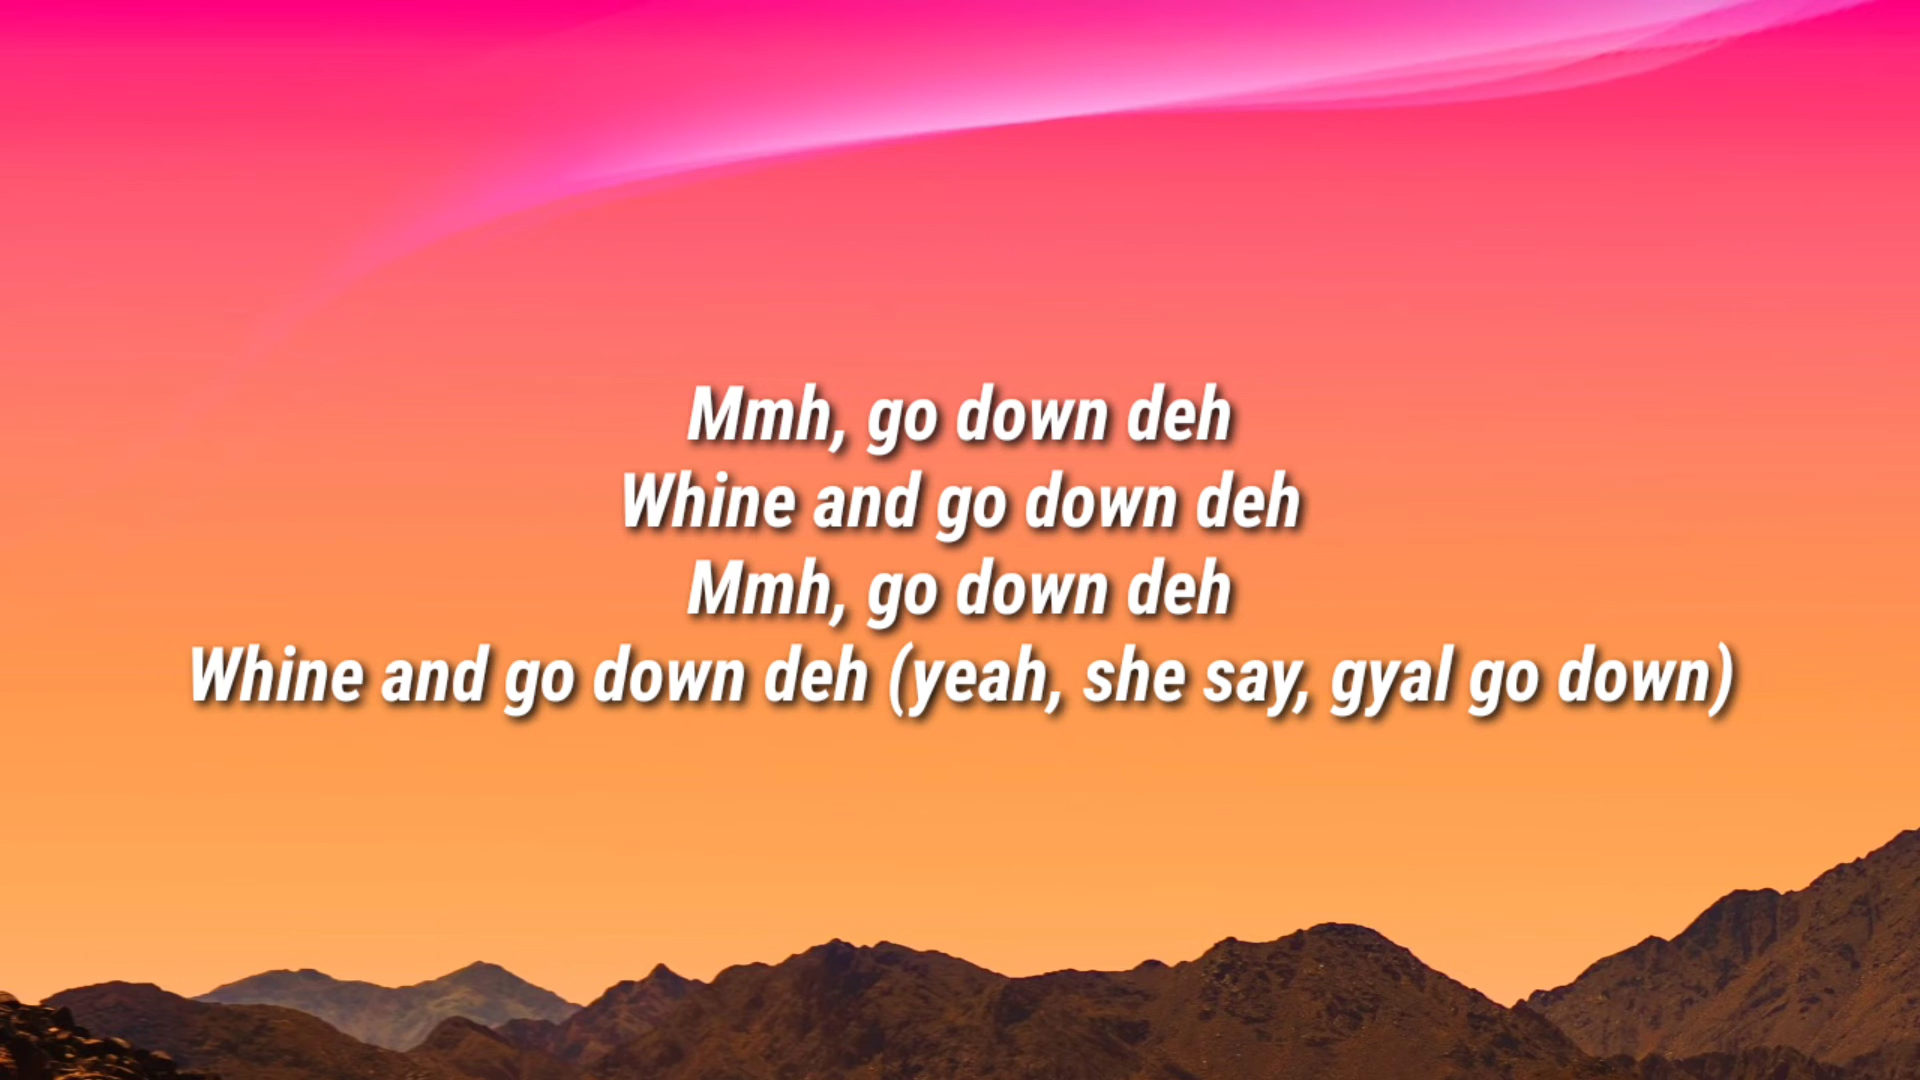 Mmh, go down deh
Whine and go down deh
Mmh, go down deh
Whine and go down deh (yeah, she say, gyal go down)